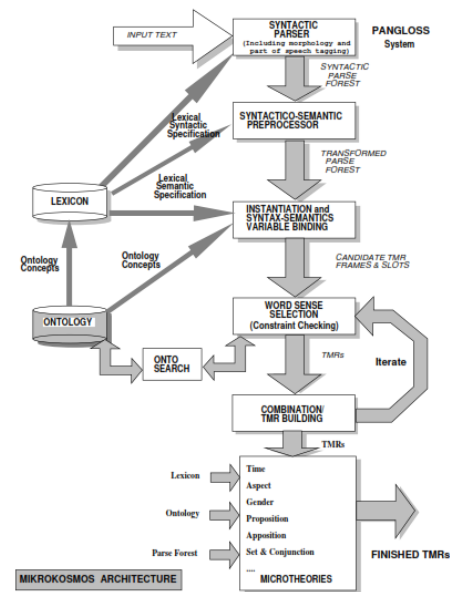 INPUT TEXT
SYNTACTIC
PARSER
(Including morphology and
part of speech tagging)
PANGLOSS
System
SYNTACTIC
PARSE
FOREST
Lexical
Syntactic
Specification
SYNTACTICO-SEMANTIC
PREPROCESSOR
TRANSFORMED
PARSE
FOREST
Lexical
Semantic
Specification
LEXICON
INSTANTIATION and
SYNTAX-SEMANTICS
VARIABLE BINDING
Ontology
Concepts
Ontology
Concepts
CANDIDATE TMR
FRAMES & SLOTS
ONTOLOGY
WORD SENSE
SELECTION
(Constraint Checking)
ONTO
SEARCH
TMRs
Iterate
COMBINATION/
TMR BUILDING
TMRs
Lexicon
Ontology
Parse Forest
Time
Aspect
Gender
Proposition
Apposition
Set & Conjunction
....
MICROTHEORIES
FINISHED TMRs
MIKROKOSMOS ARCHITECTURE